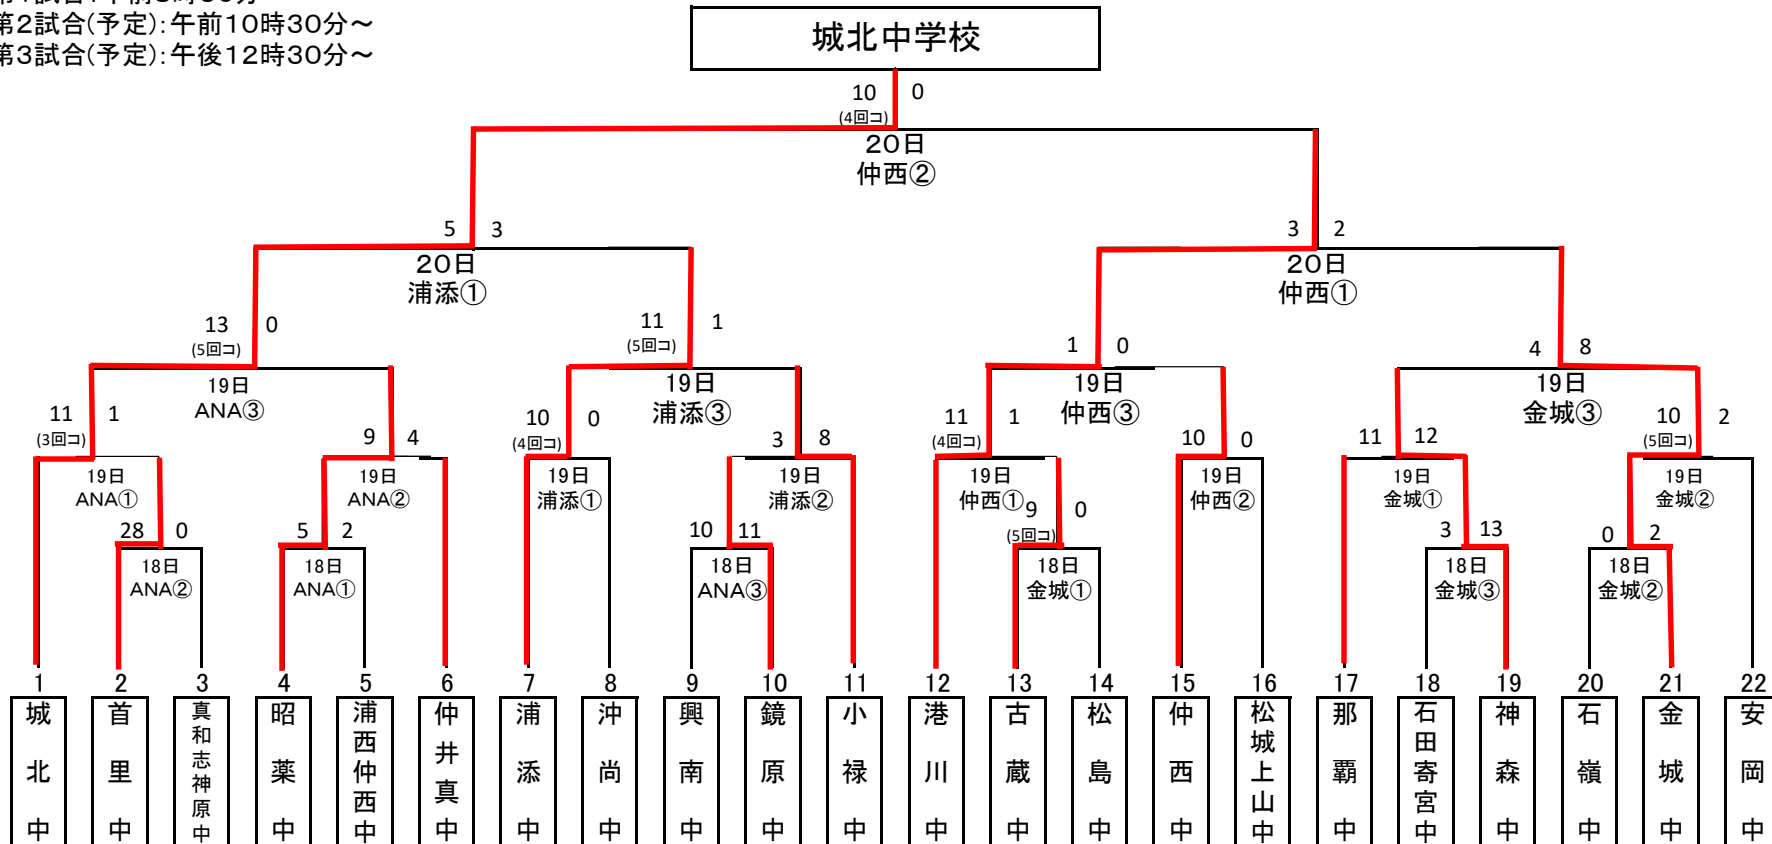 第2試合(予定):午前10時30分～
第3試合(予定):午後12時30分～
城北中学校
10 0
(4回コ)
20日
仲西②
5 3
3 2
20日
浦添①
20日
仲西①
13 0
(5回コ)
11 1
(5回コ)
1 0
4 8
19日
ANA③
19日
浦添③
19日
仲西③
19日
金城③
11 1
(3回コ)
9 4
10 0
(4回コ)
3 8
11 1
(4回コ)
10 0
11 12
10 2
(5回コ)
19日
ANA①
19日
ANA②
19日
浦添①
19日
浦添②
19日
仲西①
19日
仲西②
19日
金城①
19日
金城②
28 0
5 2
10 11
9 0
(5回コ)
3 13
0 2
18日
ANA②
18日
ANA①
18日
ANA③
18日
金城①
18日
金城③
18日
金城②
1 2 3 4 5 6 7 8 9 10 11 12 13 14 15 16 17 18 19 20 21 22
城北中
首里中
真和志神原中
昭薬中
浦西仲西中
仲井真中
浦添中
沖尚中
興南中
鏡原中
小禄中
港川中
古蔵中
松島中
仲西中
松城上山中
那覇中
石田寄宮中
神森中
石嶺中
金城中
安岡中